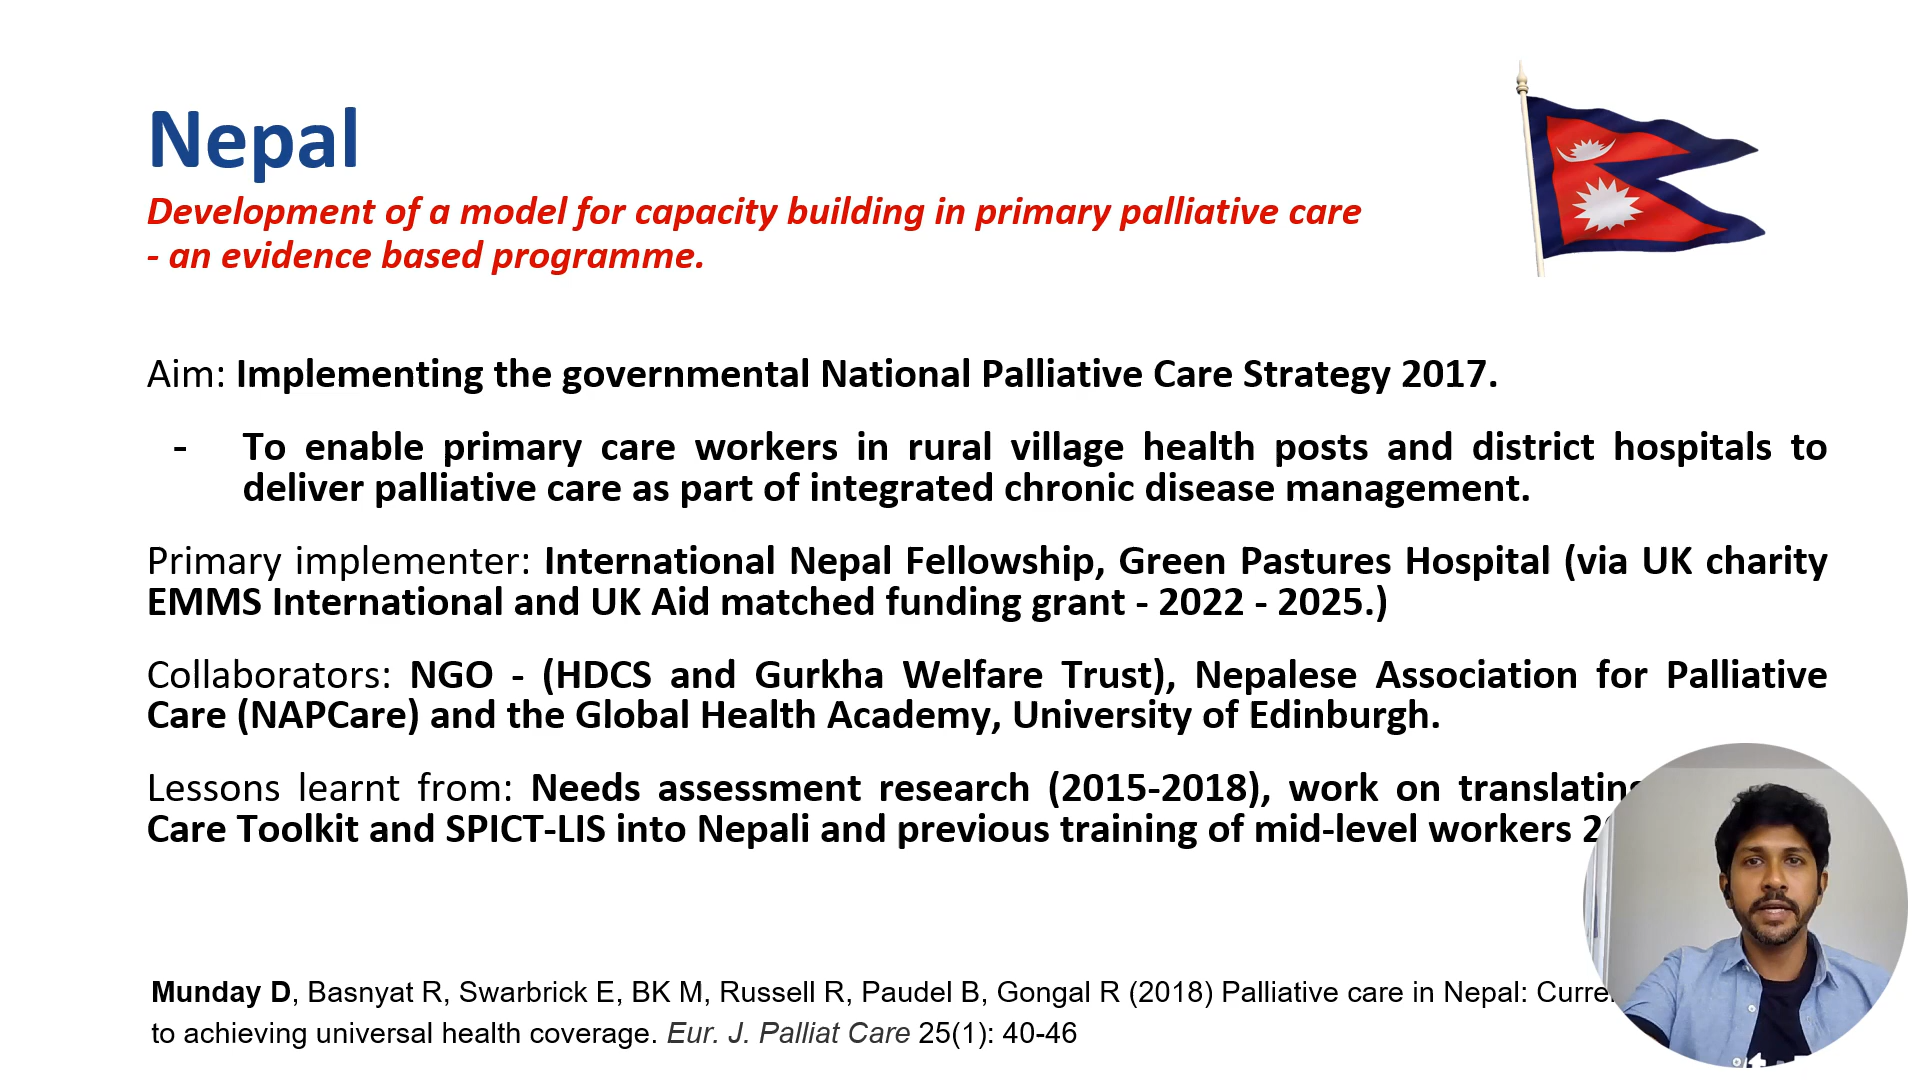 Nepal
Development of a model for capacity building in primary palliative care
- an evidence based programme.
Aim: Implementing the governmental National Palliative Care Strategy 2017.
- To enable primary care workers in rural village health posts and district hospitals to
deliver palliative care as part of integrated chronic disease management.
Primary implementer: International Nepal Fellowship, Green Pastures Hospital (via UK charity
EMMS International and UK Aid matched funding grant - 2022 - 2025.)
Collaborators: NGO - (HDCS and Gurkha Welfare Trust), Nepalese Association for Palliative
Care (NAPCare) and the Global Health Academy, University of Edinburgh.
Lessons learnt from: Needs assessment research (2015-2018), work on
Care Toolkit and SPICT-LIS into Nepali and previous training of mid-level workers
Munday D, Basnyat R, Swarbrick E, BK M, Russell R, Paudel B, Gongal R (2018) Palliative care in Nepal:
to achieving universal health coverage. Eur. J. Palliat Care 25(1): 40-46